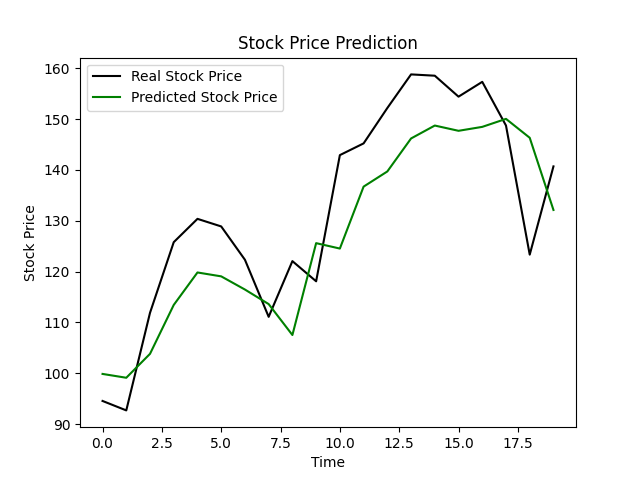 Stock Price Prediction
Real Stock Price
Predicted Stock Price
Stock Price
160
150
140
130
120
110
100
90
0.0 2.5 5.0 7.5 10.0 12.5 15.0 17.5
Time